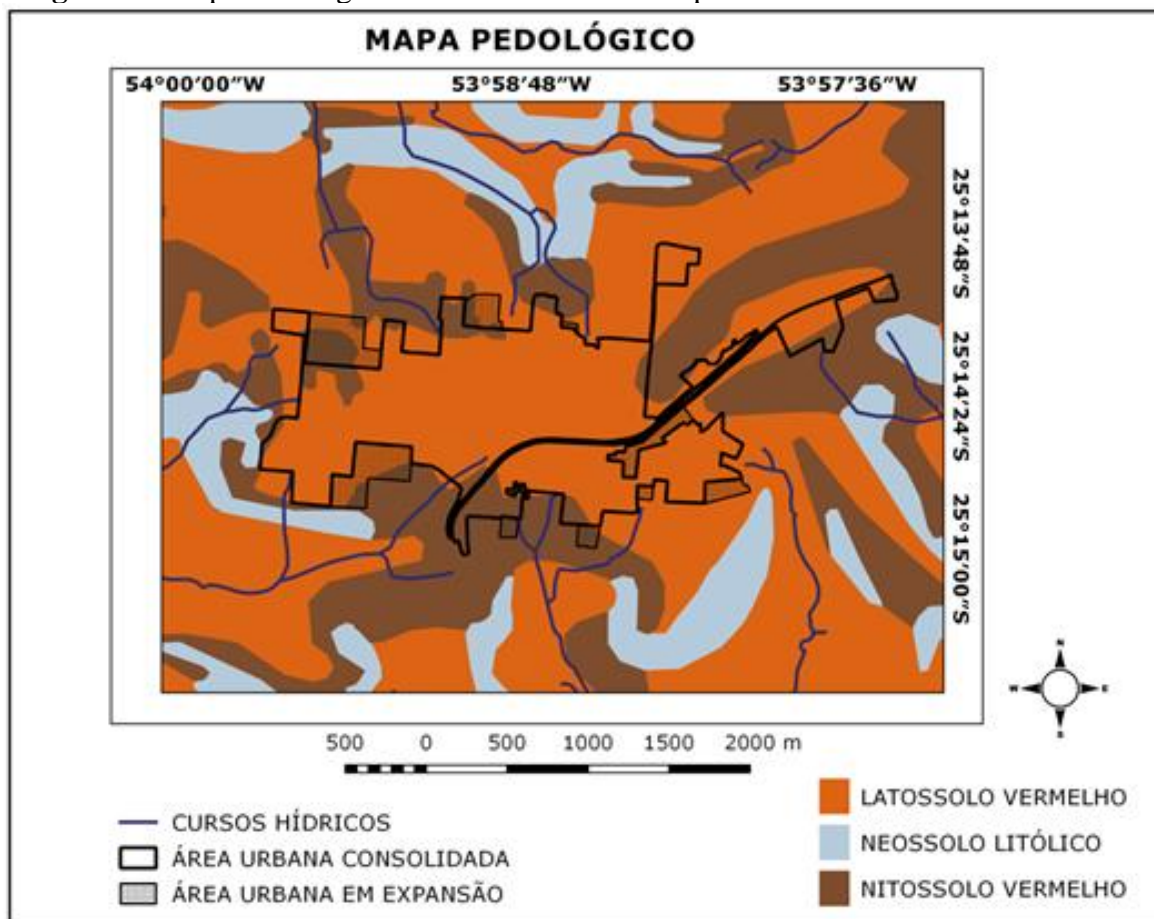 MAPA PEDOLÓGICO
54°00'00"W 53°58'48"W 53°57'36"W
25°13'48"S
25°14'24"S
25°15'00"S
N
W E
S
500 0 500 1000 1500 2000 m
CURSOS HÍDRICOS
ÁREA URBANA CONSOLIDADA
ÁREA URBANA EM EXPANSÃO
LATOSSOLO VERMELHO
NEOSSOLO LITÓLICO
NITOSSOLO VERMELHO